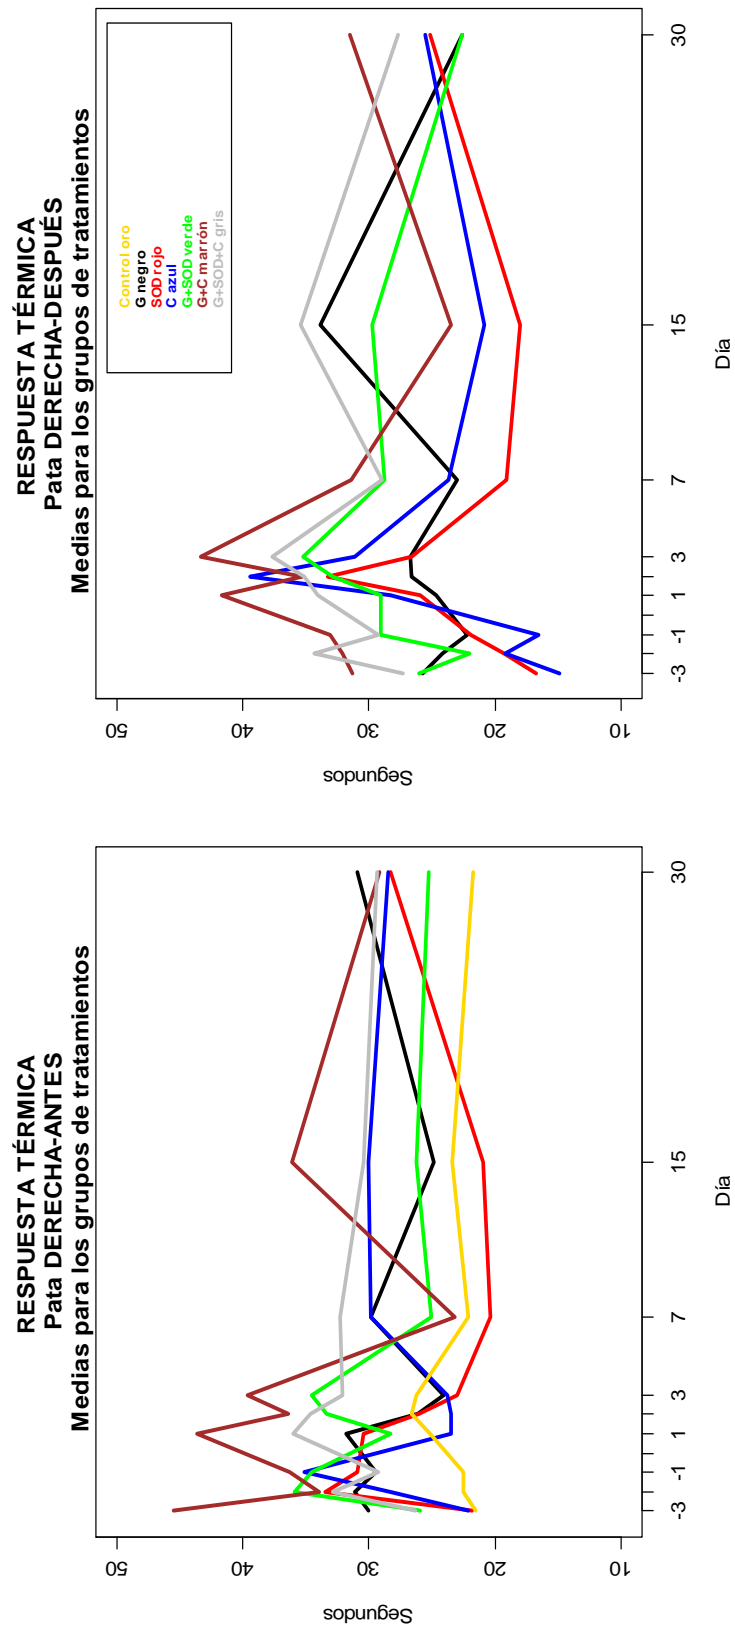 RESPUESTA TÉRMICA
Pata DERECHA-ANTES
Medias para los grupos de tratamientos
50
40
30
20
10
Segundos
-3
-1
1
3
7
15
30
Día
RESPUESTA TÉRMICA
Pata DERECHA-DESPUÉS
Medias para los grupos de tratamientos
Control oro
G negro
SOD rojo
C azul
G+SOD verde
G+C marrón
G+SOD+C gris
50
40
30
20
10
Segundos
-3
-1
1
3
7
15
30
Día